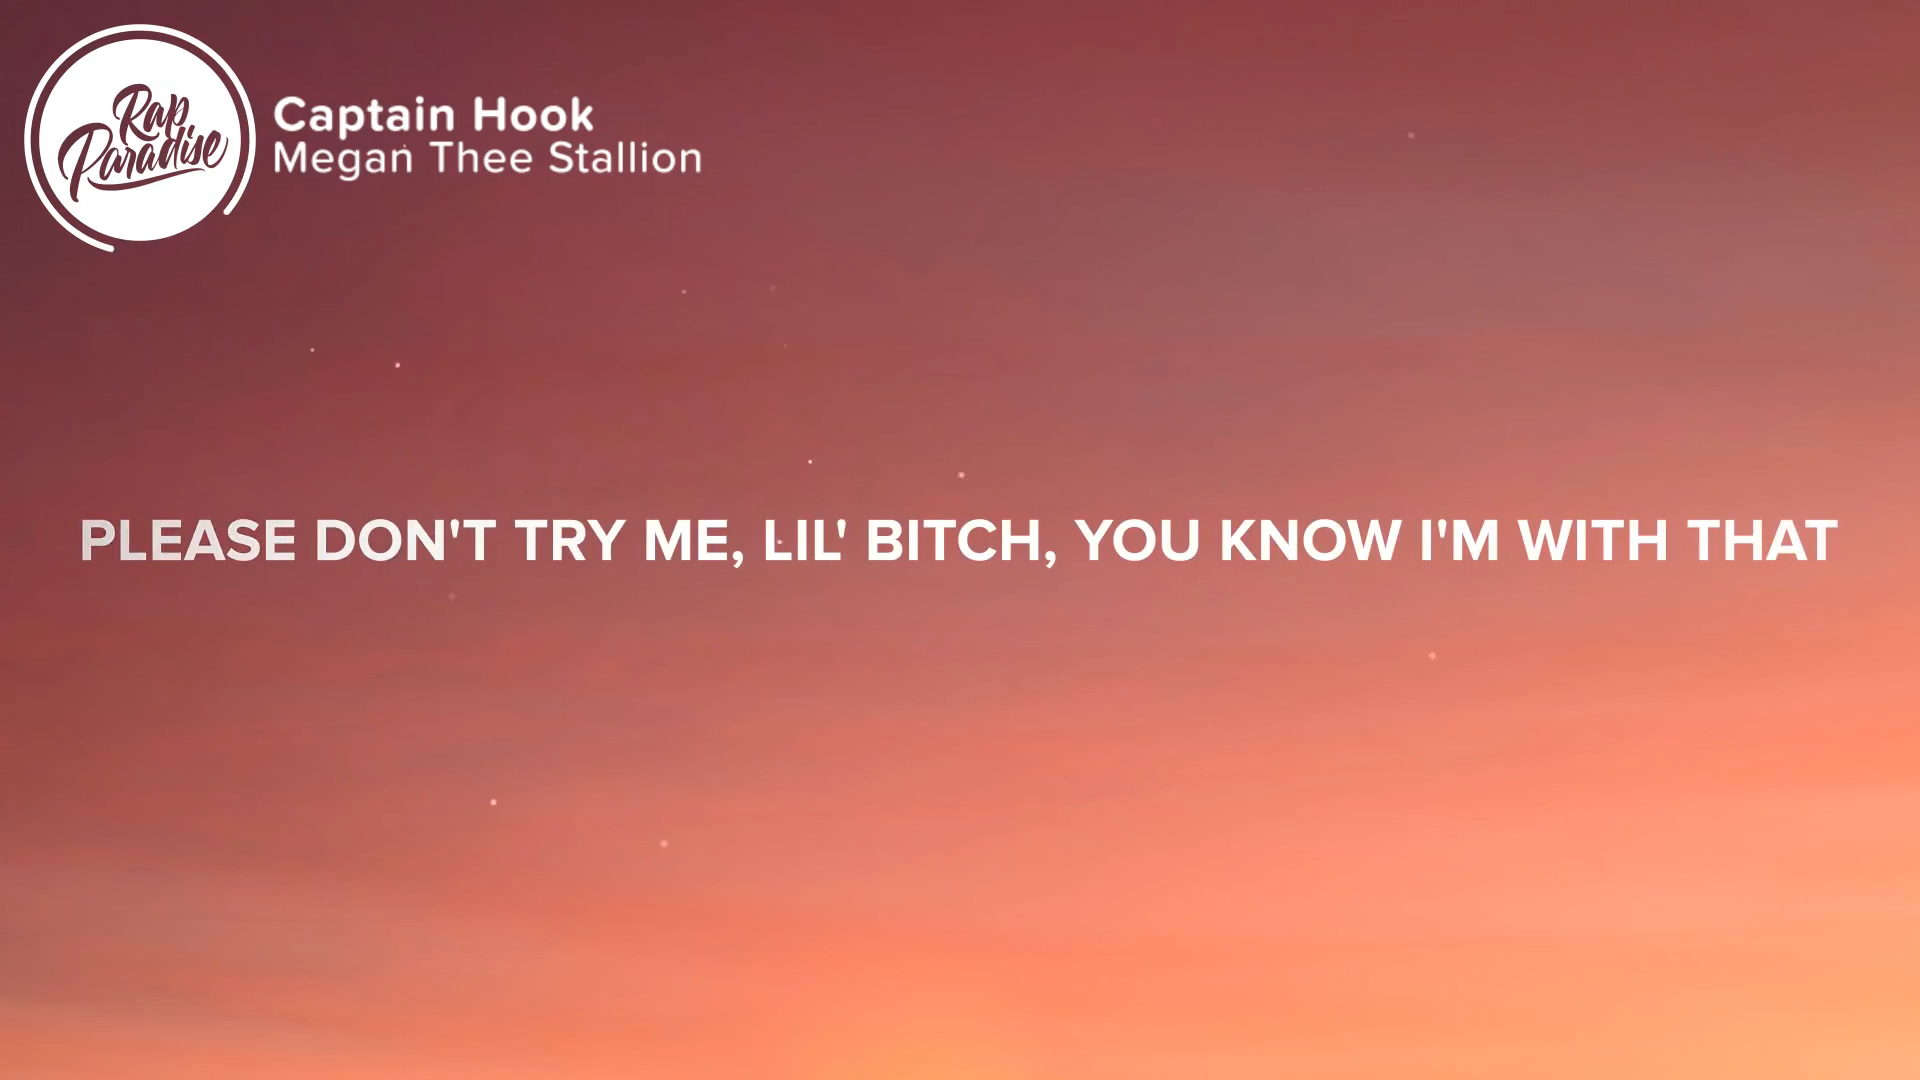 Rap
Paradise
Captain Hook
Megan Thee Stallion
PLEASE DON'T TRY ME, LIL' BITCH, YOU KNOW I'M WITH THAT